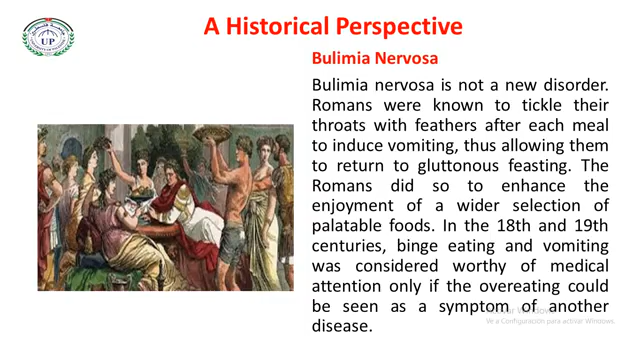 A Historical Perspective
UP
Bulimia Nervosa
Bulimia nervosa is not a new disorder.
Romans were known to tickle their
throats with feathers after each meal
to induce vomiting, thus allowing them
to return to gluttonous feasting. The
Romans did so to enhance the
enjoyment of a wider selection of
palatable foods. In the 18th and 19th
centuries, binge eating and vomiting
was considered worthy of medical
attention only if the overeating could
be seen as a symptom of another
disease.
Windows
Ve a Configuración para activar Windows.